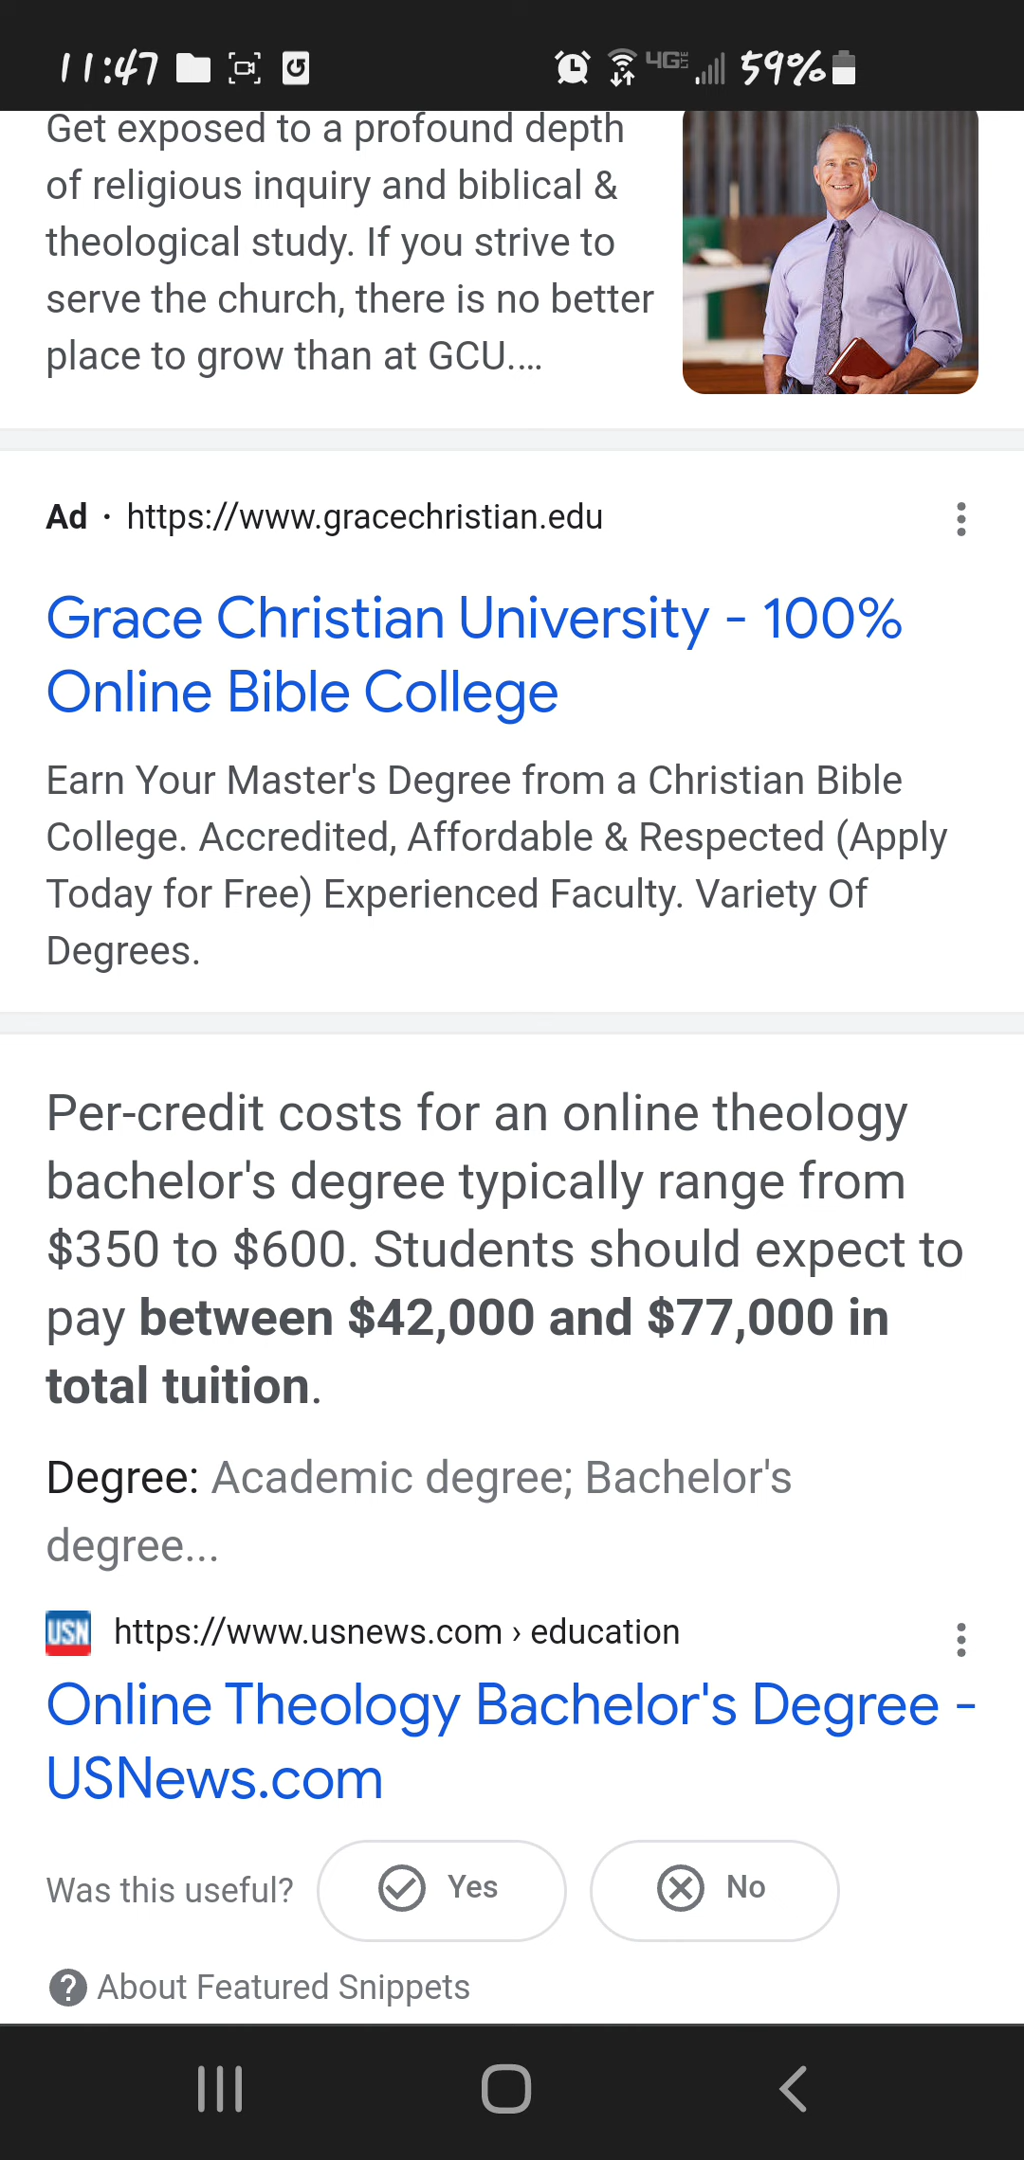 11:47 4G LTE 59%
Get exposed to a profound depth
of religious inquiry and biblical &
theological study. If you strive to
serve the church, there is no better
place to grow than at GCU....
Ad · https://www.gracechristian.edu
Grace Christian University - 100%
Online Bible College
Earn Your Master's Degree from a Christian Bible
College. Accredited, Affordable & Respected (Apply
Today for Free) Experienced Faculty. Variety Of
Degrees.
Per-credit costs for an online theology
bachelor's degree typically range from
$350 to $600. Students should expect to
pay between $42,000 and $77,000 in
total tuition.
Degree: Academic degree; Bachelor's
degree...
USN https://www.usnews.com › education
Online Theology Bachelor's Degree -
USNews.com
Was this useful? Yes No
? About Featured Snippets